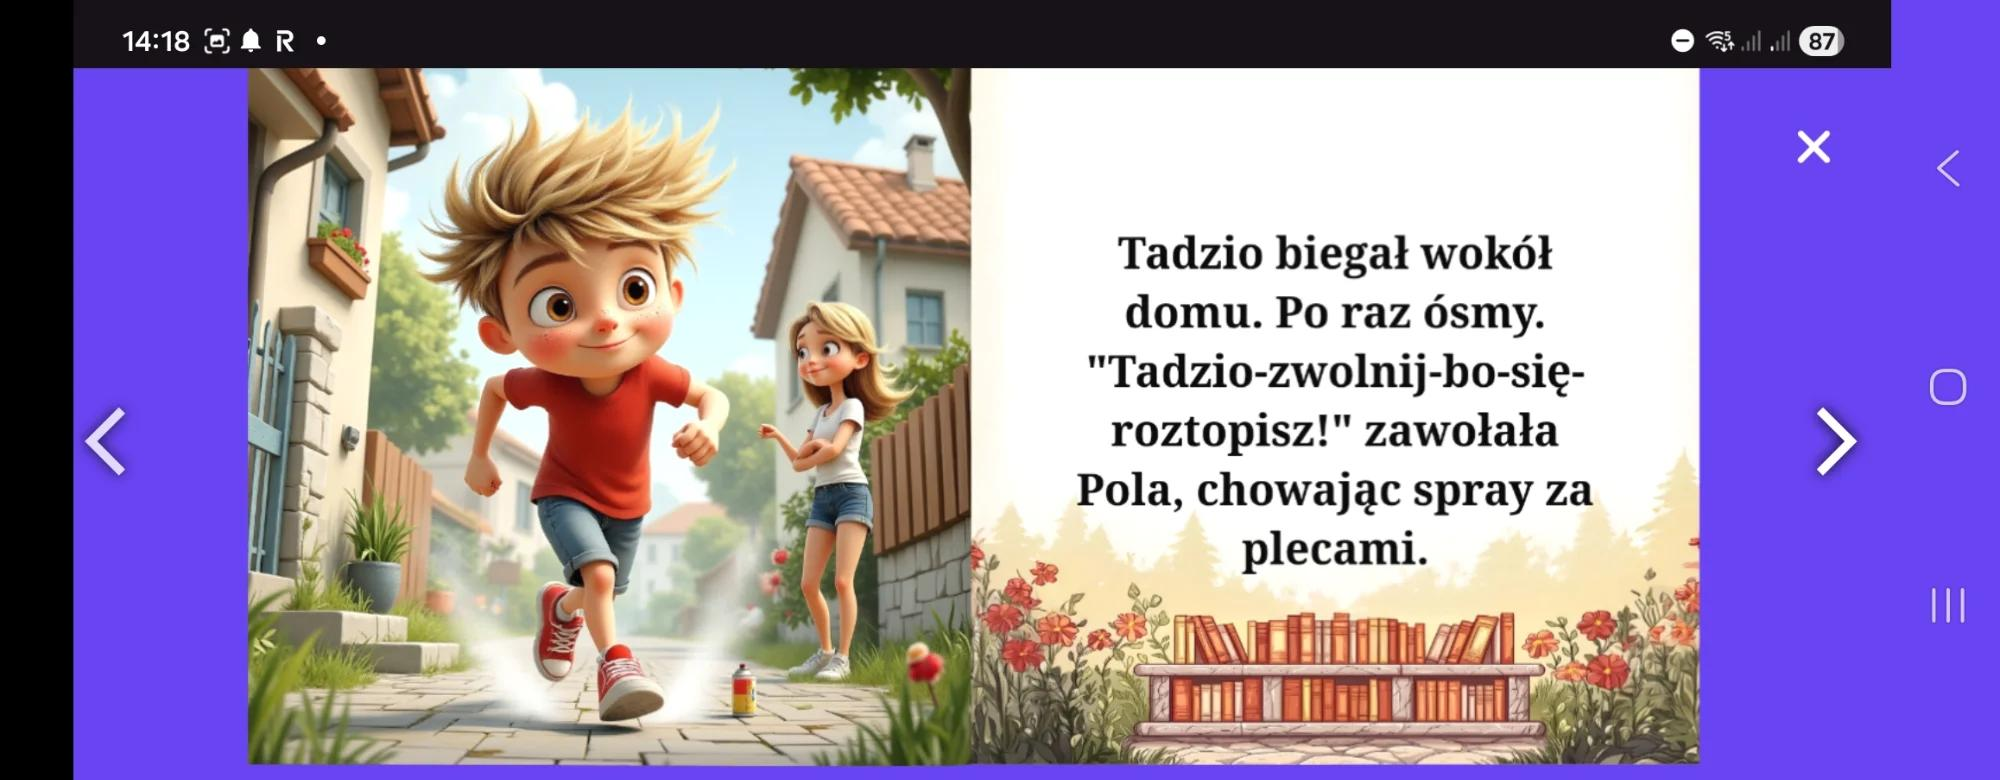 14:18
87
Tadzio biegał wokół
domu. Po raz ósmy.
"Tadzio-zwolnij-bo-się-
roztopisz!" zawołała
Pola, chowając spray za
plecami.